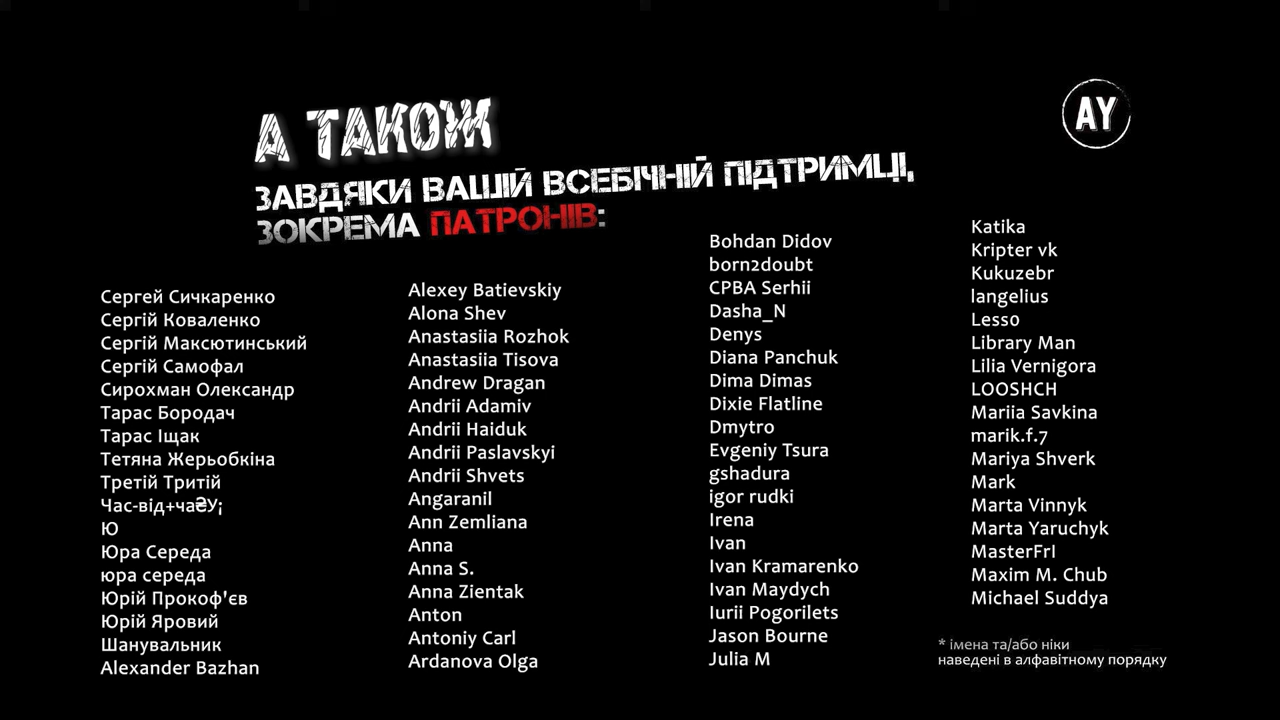 А ТАКОЖ
ЗАВДЯКИ ВАШІЙ ВСЕБІЧНІЙ ПІДТРИМЦІ,
ЗОКРЕМА ПАТРОНІВ:
АУ
Сергей Сичкаренко
Сергій Коваленко
Сергій Максютинський
Сергій Самофал
Сирохман Олександр
Тарас Бородач
Тарас Іщак
Тетяна Жерьобкіна
Третій Тритій
Час-від+ча₴У¡
Ю
Юра Середа
юра середа
Юрій Прокоф'єв
Юрій Яровий
Шанувальник
Alexander Bazhan
Alexey Batievskiy
Alona Shev
Anastasiia Rozhok
Anastasiia Tisova
Andrew Dragan
Andrii Adamiv
Andrii Haiduk
Andrii Paslavskyi
Andrii Shvets
Angaranil
Ann Zemliana
Anna
Anna S.
Anna Zientak
Anton
Antoniy Carl
Ardanova Olga
Bohdan Didov
born2doubt
CPBA Serhii
Dasha_N
Denys
Diana Panchuk
Dima Dimas
Dixie Flatline
Dmytro
Evgeniy Tsura
gshadura
igor rudki
Irena
Ivan
Ivan Kramarenko
Ivan Maydych
Iurii Pogorilets
Jason Bourne
Julia M
Katika
Kripter vk
Kukuzebr
langelius
Less0
Library Man
Lilia Vernigora
LOOSHCH
Mariia Savkina
marik.f.7
Mariya Shverk
Mark
Marta Vinnyk
Marta Yaruchyk
MasterFrI
Maxim M. Chub
Michael Suddya
* імена та/або ніки
наведені в алфавітному порядку